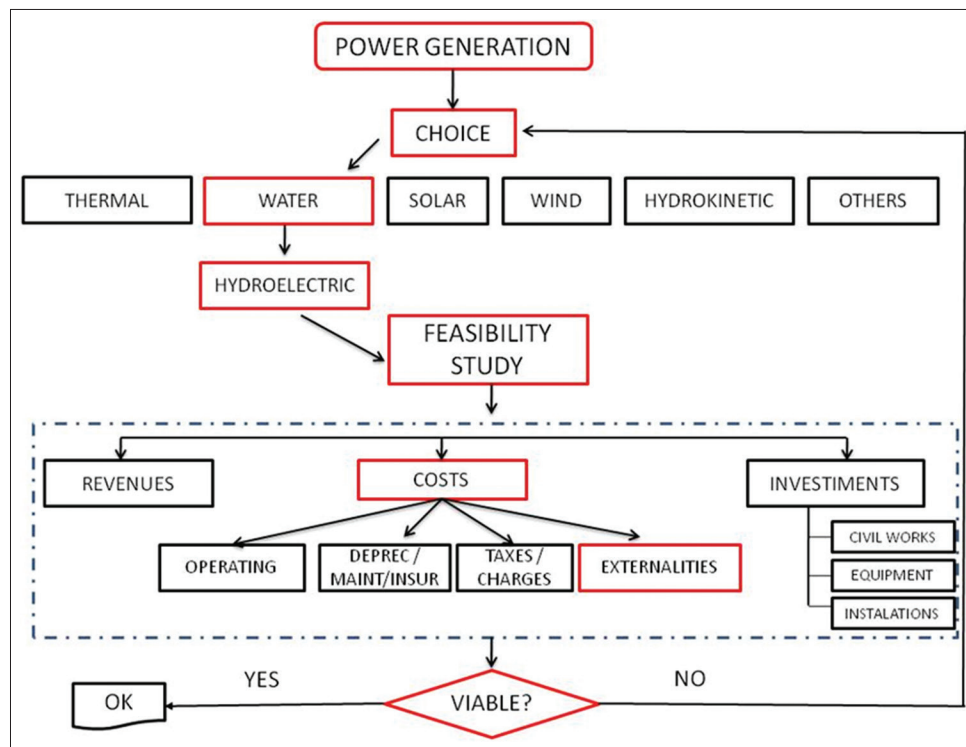 POWER GENERATION
CHOICE
THERMAL
WATER
SOLAR
WIND
HYDROKINETIC
OTHERS
HYDROELECTRIC
FEASIBILITY
STUDY
REVENUES
COSTS
INVESTIMENTS
CIVIL WORKS
EQUIPMENT
INSTALATIONS
OPERATING
DEPREC /
MAINT/INSUR
TAXES /
CHARGES
EXTERNALITIES
YES
NO
OK
VIABLE?